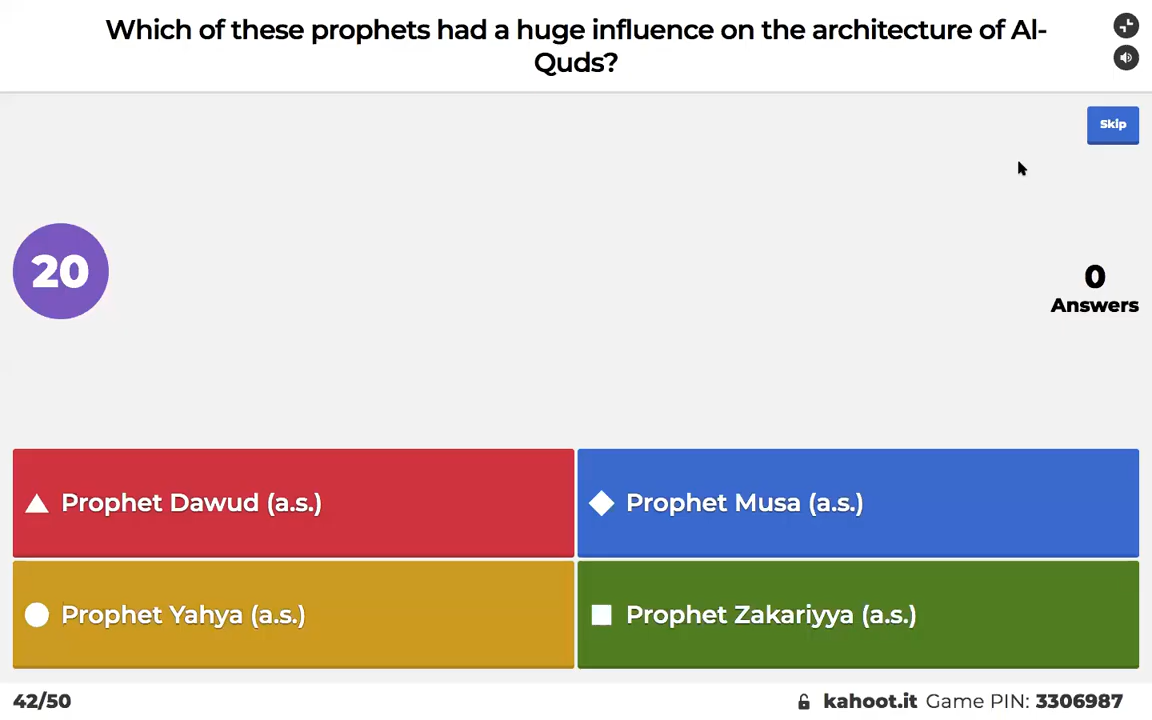 Which of these prophets had a huge influence on the architecture of Al-
Quds?
Skip
20
0
Answers
Prophet Dawud (a.s.)
Prophet Musa (a.s.)
Prophet Yahya (a.s.)
Prophet Zakariyya (a.s.)
42/50
kahoot.it Game PIN: 3306987